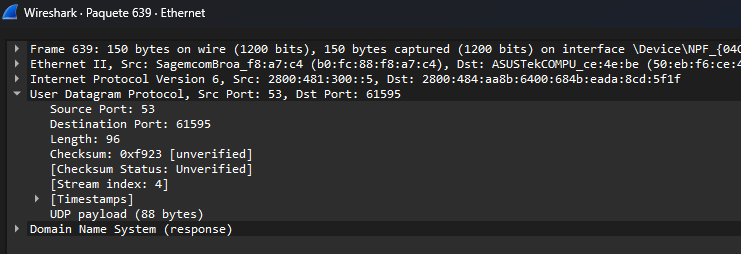 Wireshark · Paquete 639 · Ethernet
Frame 639: 150 bytes on wire (1200 bits), 150 bytes captured (1200 bits) on interface \Device\NPF_{04
Ethernet II, Src: SagemcomBroa_f8:a7:c4 (b0:fc:88:f8:a7:c4), Dst: ASUSTekCOMPU_ce:4e:be (50:eb:f6:ce:4
Internet Protocol Version 6, Src: 2800:481:300::5, Dst: 2800:484:aa8b:6400:684b:eada:8cd:5f1f
User Datagram Protocol, Src Port: 53, Dst Port: 61595
Source Port: 53
Destination Port: 61595
Length: 96
Checksum: 0xf923 [unverified]
[Checksum Status: Unverified]
[Stream index: 4]
[Timestamps]
UDP payload (88 bytes)
Domain Name System (response)